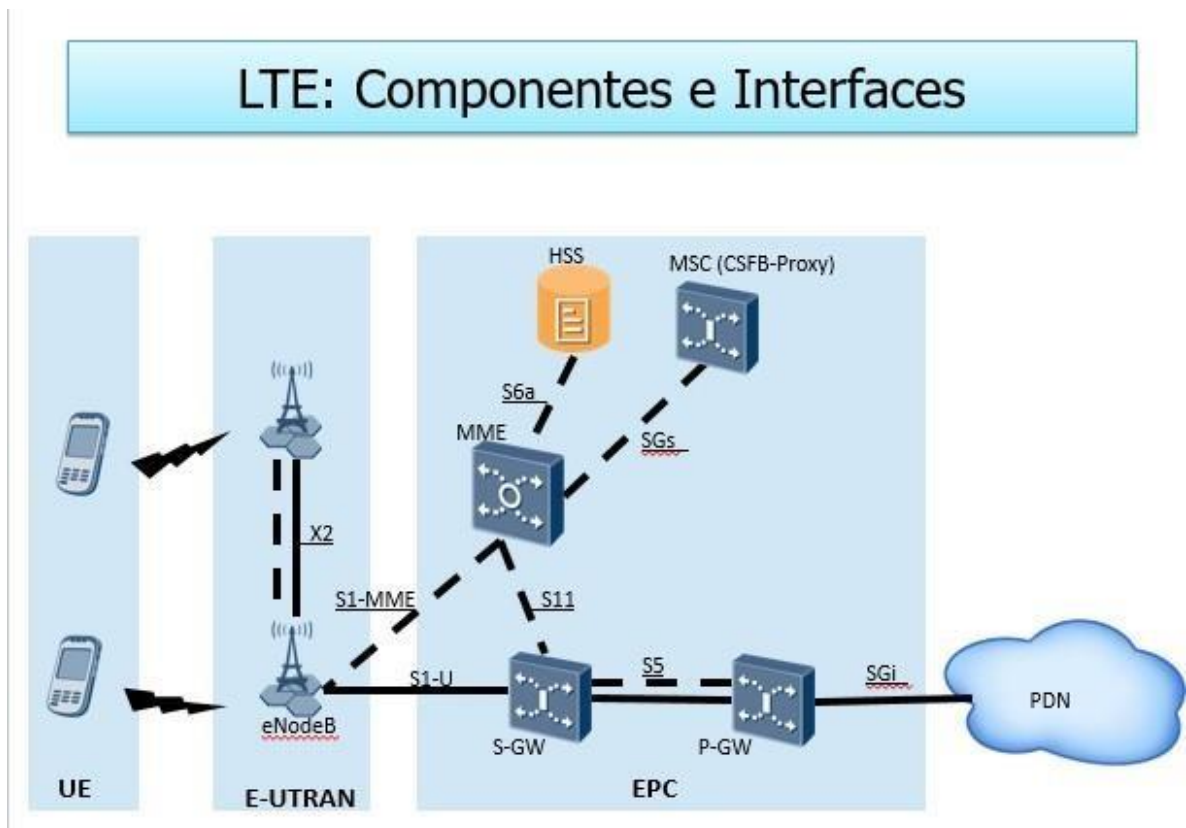 LTE: Componentes e Interfaces
HSS
MSC (CSFB-Proxy)
S6a
MME
SGs
X2
S1-MME
S11
S1-U
S5
SGi
PDN
eNodeB
S-GW
P-GW
UE
E-UTRAN
EPC